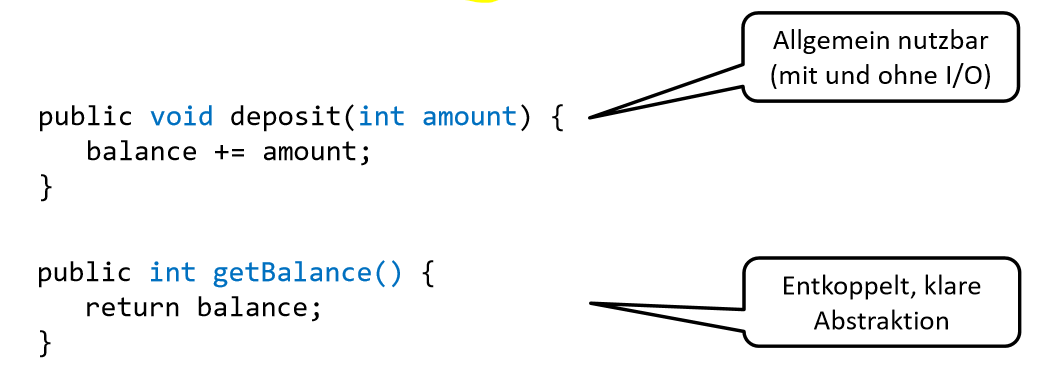 Allgemein nutzbar
(mit und ohne I/O)
public void deposit(int amount) {
balance += amount;
}
public int getBalance() {
return balance;
}
Entkoppelt, klare
Abstraktion